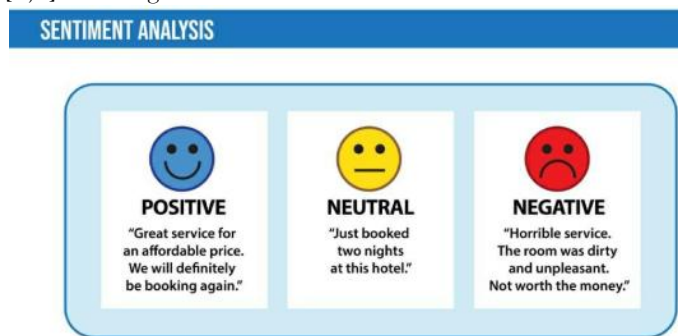 SENTIMENT ANALYSIS
POSITIVE
"Great service for
an affordable price.
We will definitely
be booking again."
NEUTRAL
"Just booked
two nights
at this hotel."
NEGATIVE
"Horrible service.
The room was dirty
and unpleasant.
Not worth the money."